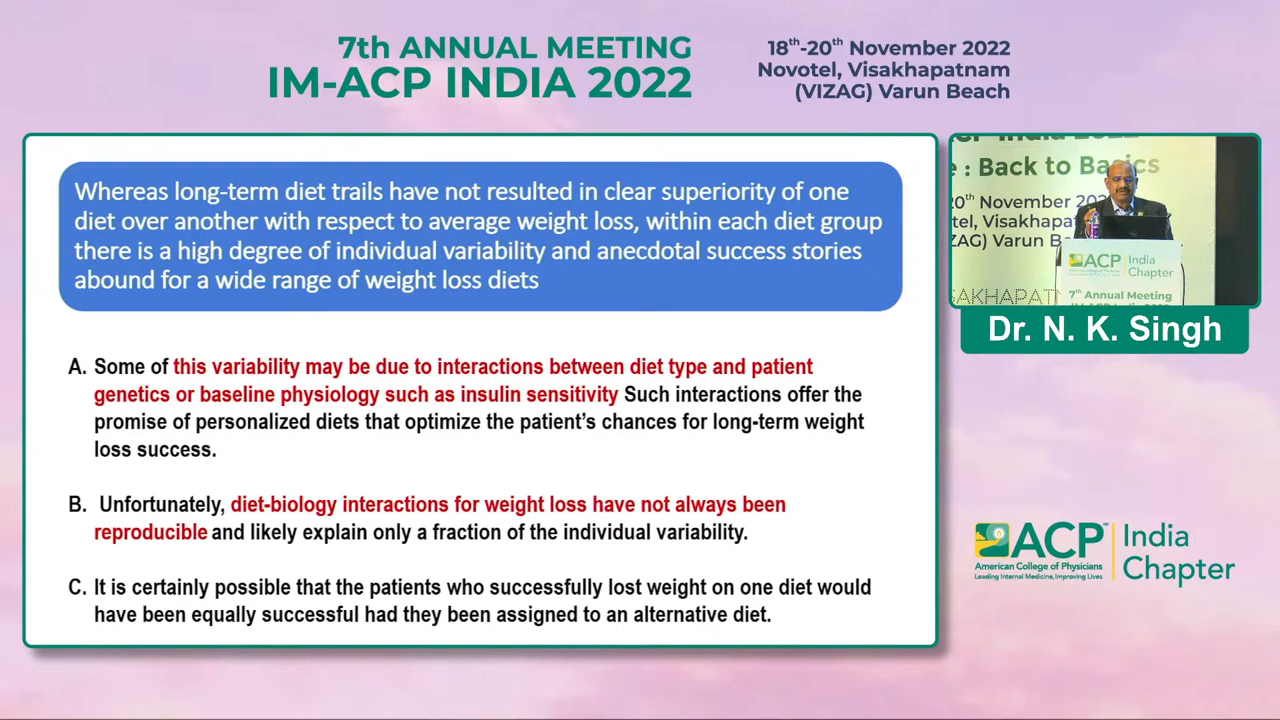 7th ANNUAL MEETING
IM-ACP INDIA 2022
18th-20th November 2022
Novotel, Visakhapatnam
(VIZAG) Varun Beach
Whereas long-term diet trails have not resulted in clear superiority of one
diet over another with respect to average weight loss, within each diet group
there is a high degree of individual variability and anecdotal success stories
abound for a wide range of weight loss diets
A. Some of this variability may be due to interactions between diet type and patient
genetics or baseline physiology such as insulin sensitivity Such interactions offer the
promise of personalized diets that optimize the patient's chances for long-term weight
loss success.
B. Unfortunately, diet-biology interactions for weight loss have not always been
reproducible and likely explain only a fraction of the individual variability.
C. It is certainly possible that the patients who successfully lost weight on one diet would
have been equally successful had they been assigned to an alternative diet.
India 2022
: Back to Basics
November 202
Varun B
ACP India
Chapter
7th Annual Meeting
Dr. N. K. Singh
ACP™ India
American College of Physicians Chapter
Leading Internal Medicine, Improving Lives